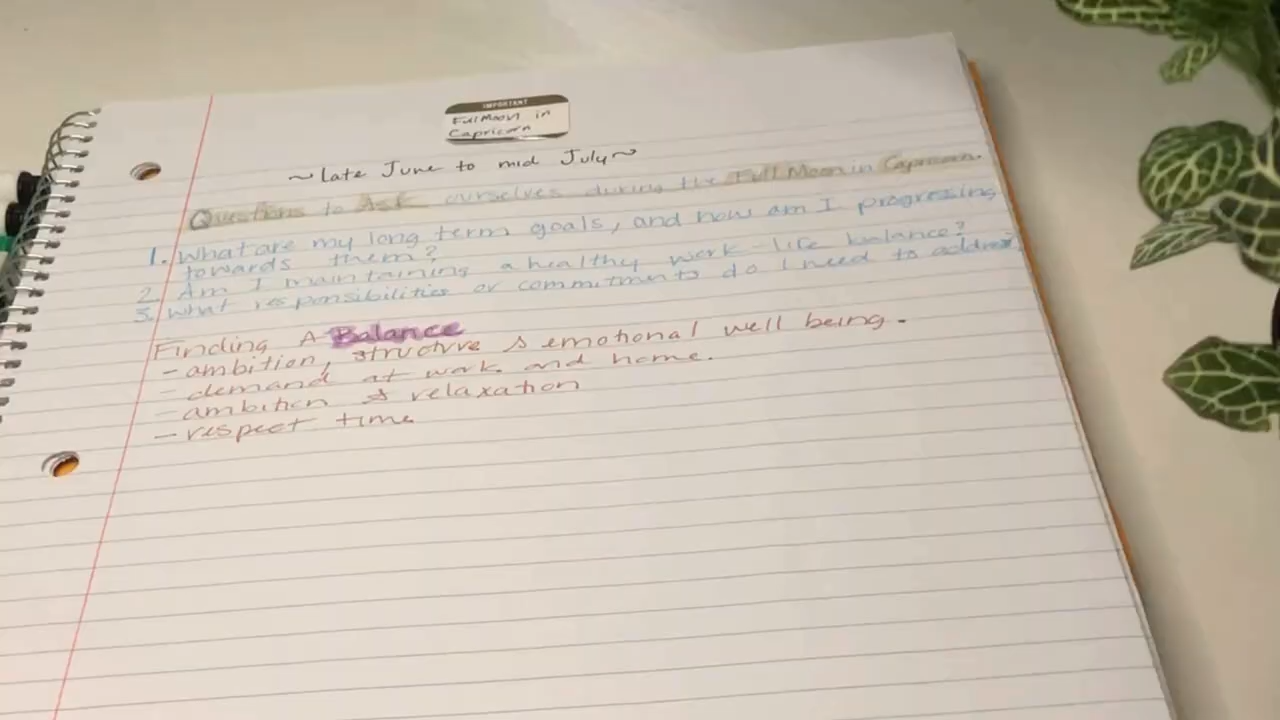 IMPORTANT
Full Moon in
Capricorn
~Late June to mid July~
Questions to Ask ourselves during the Full Moon in Capricorn.
1. What are my long term goals, and how am I progressing
towards them?
2. Am I maintaining a healthy work-life balance?
3. What responsibilities or commitments do I need to address?
Finding A Balance
- ambition, structure & emotional well being.
- demand at work and home.
- ambition & relaxation
- respect time